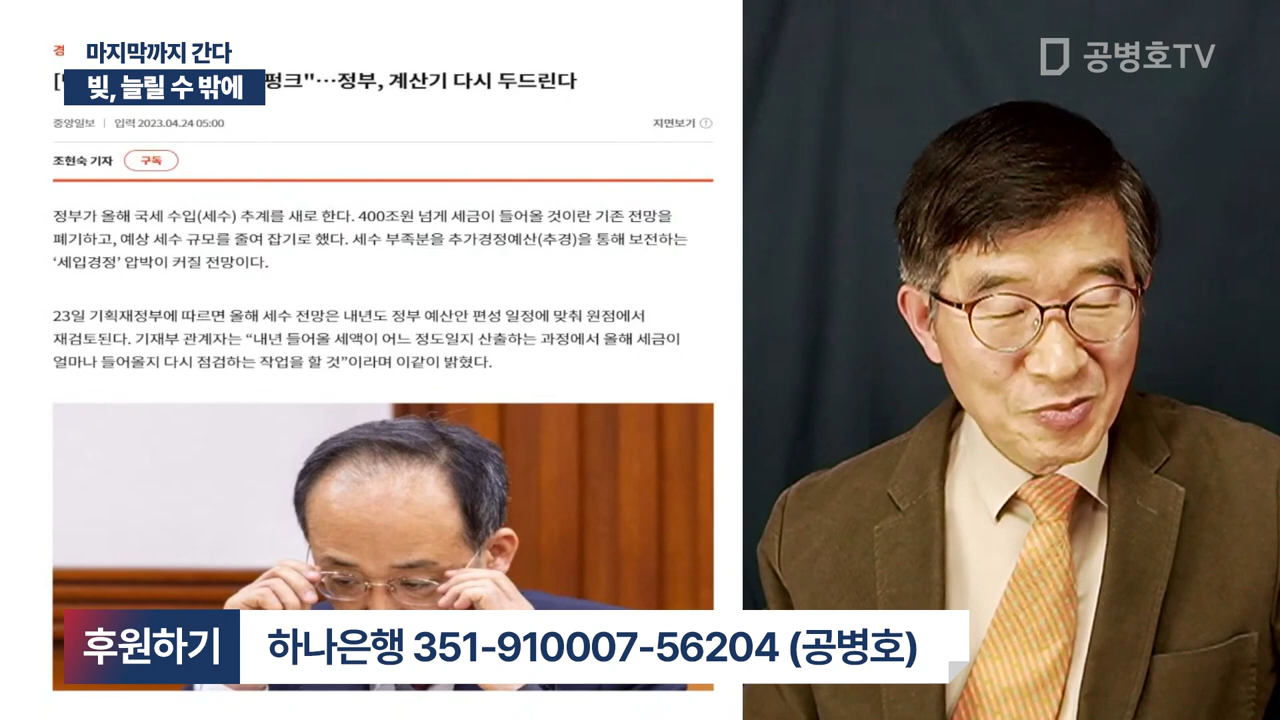 마지막까지 간다
빚, 늘릴 수 밖에
공병호TV
펑크"…정부, 계산기 다시 두드린다
중앙일보 | 입력 2023.04.24 05:00
지면보기
조현숙 기자
구독
정부가 올해 국세 수입(세수) 추계를 새로 한다. 400조원 넘게 세금이 들어올 것이란 기존 전망을
폐기하고, 예상 세수 규모를 줄여 잡기로 했다. 세수 부족분을 추가경정예산(추경)을 통해 보전하는
‘세입경정’ 압박이 커질 전망이다.
23일 기획재정부에 따르면 올해 세수 전망은 내년도 정부 예산안 편성 일정에 맞춰 원점에서
재검토된다. 기재부 관계자는 “내년 들어올 세액이 어느 정도일지 산출하는 과정에서 올해 세금이
얼마나 들어올지 다시 점검하는 작업을 할 것”이라며 이같이 밝혔다.
후원하기
하나은행 351-910007-56204 (공병호)